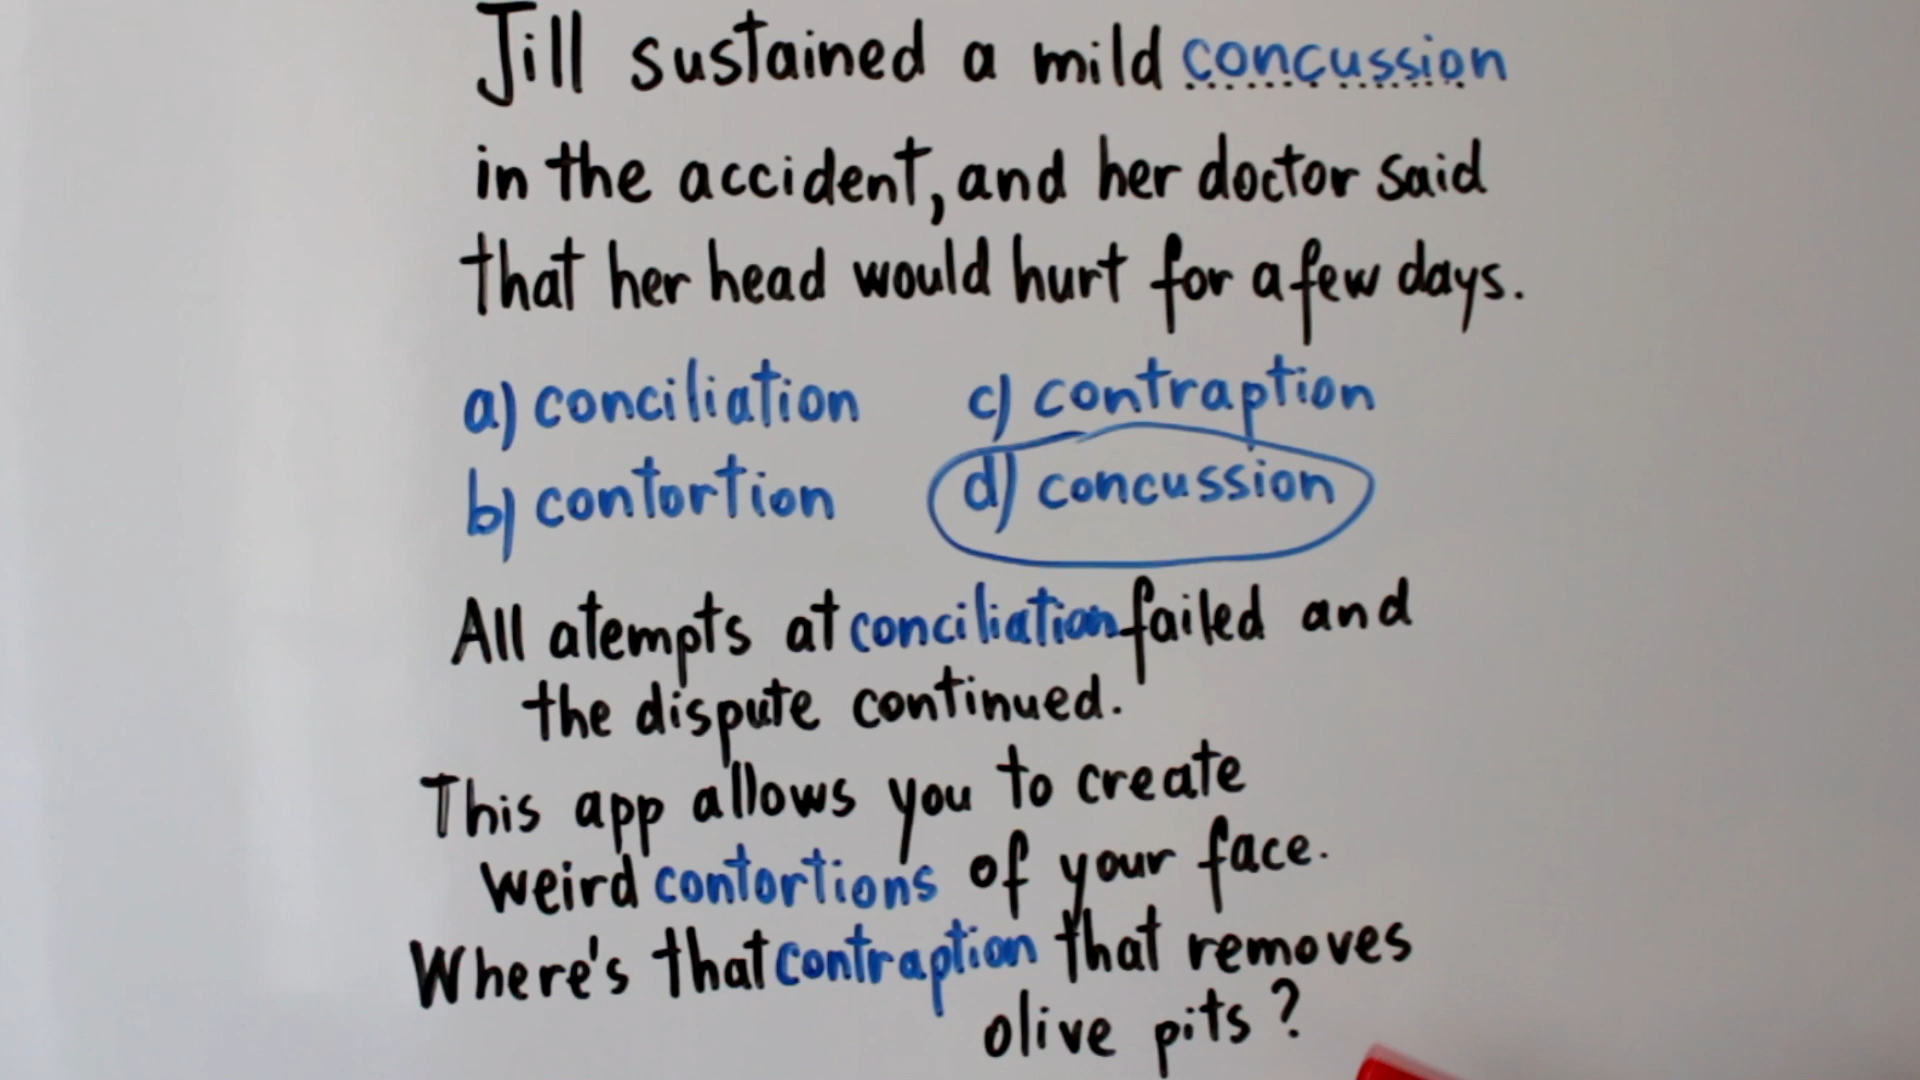 Jill sustained a mild concussion
in the accident, and her doctor said
that her head would hurt for a few days.
a) conciliation c) contraption
b) contortion d) concussion
All atempts at conciliation failed and
the dispute continued.
This app allows you to create
weird contortions of your face.
Where's that contraption that removes
olive pits?